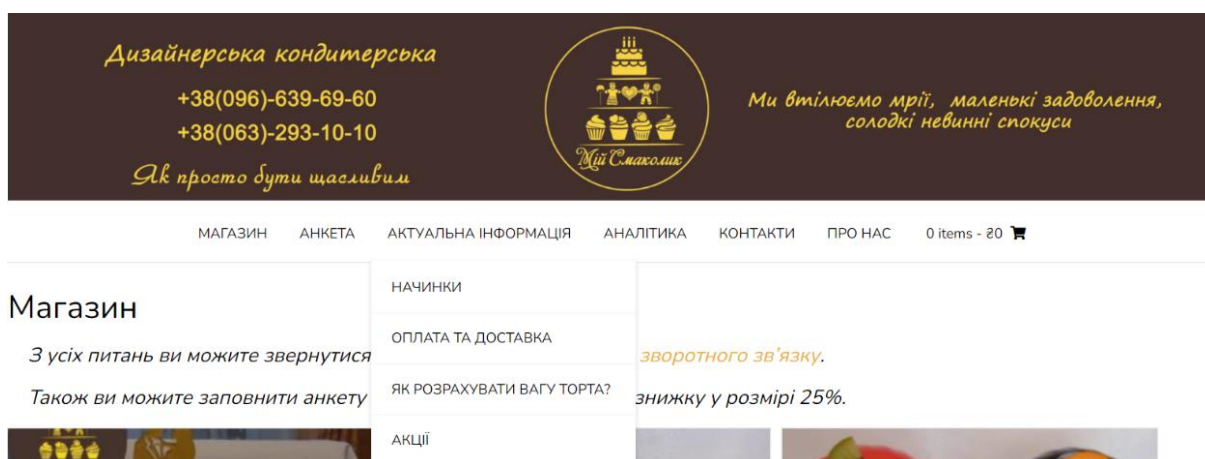 Дизайнерська кондитерська
+38(096)-639-69-60
+38(063)-293-10-10
Як просто бути щасливим
Мій Смаколик
Ми втілюємо мрії, маленькі задоволення,
солодкі невинні спокуси
МАГАЗИН АНКЕТА АКТУАЛЬНА ІНФОРМАЦІЯ АНАЛІТИКА КОНТАКТИ ПРО НАС 0 items - ₴0
НАЧИНКИ
ОПЛАТА ТА ДОСТАВКА
ЯК РОЗРАХУВАТИ ВАГУ ТОРТА?
АКЦІЇ
Магазин
З усіх питань ви можите звернутися зворотного зв'язку.
Також ви можите заповнити анкету знижку у розмірі 25%.